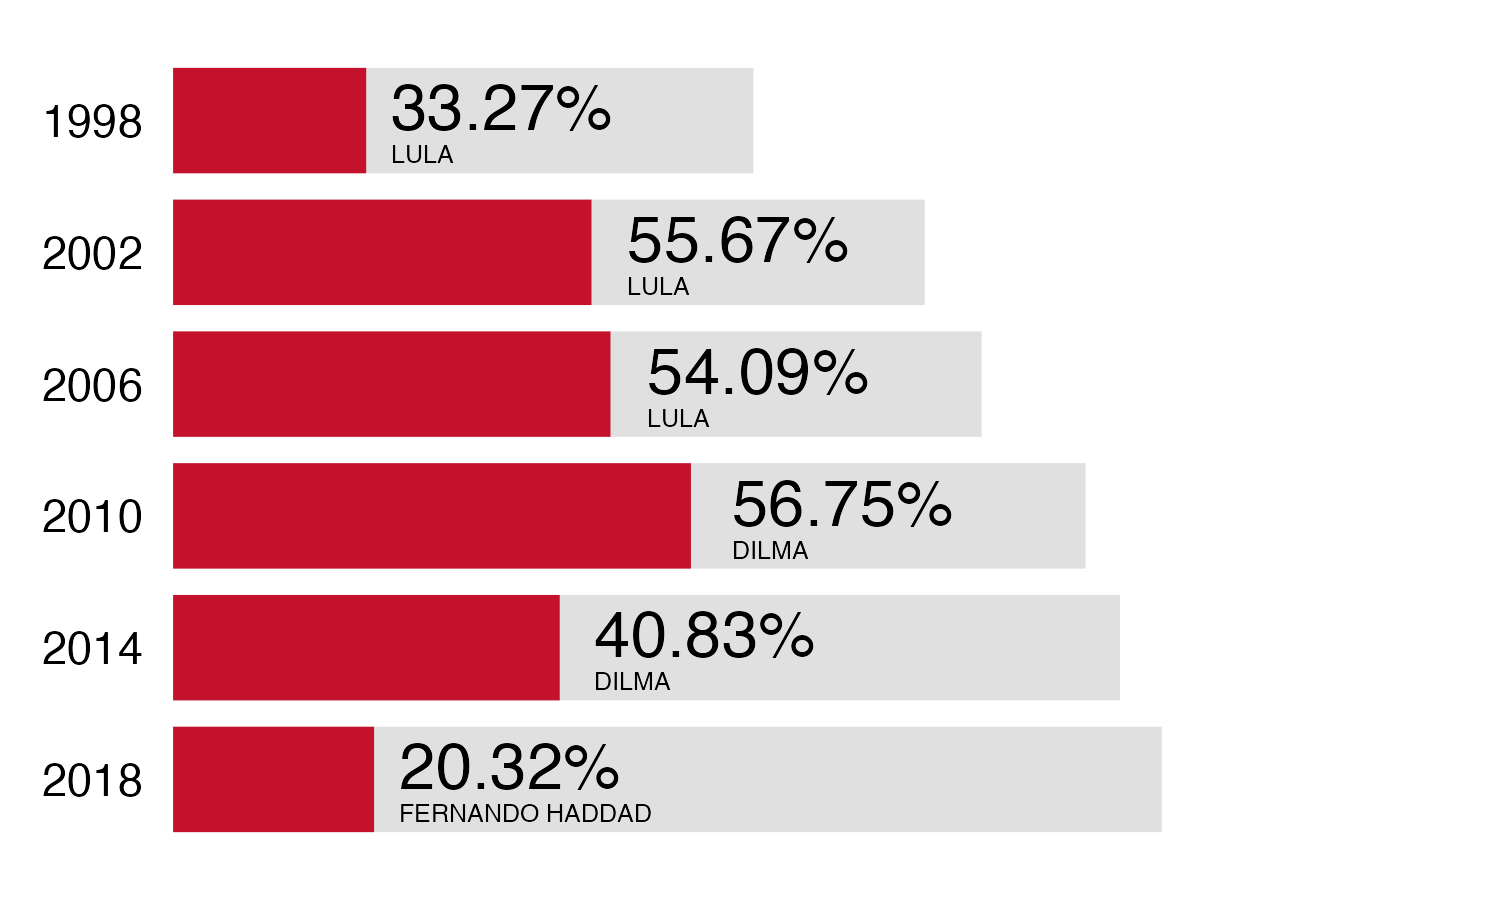 1998
33.27%
LULA
2002
55.67%
LULA
2006
54.09%
LULA
2010
56.75%
DILMA
2014
40.83%
DILMA
2018
20.32%
FERNANDO HADDAD